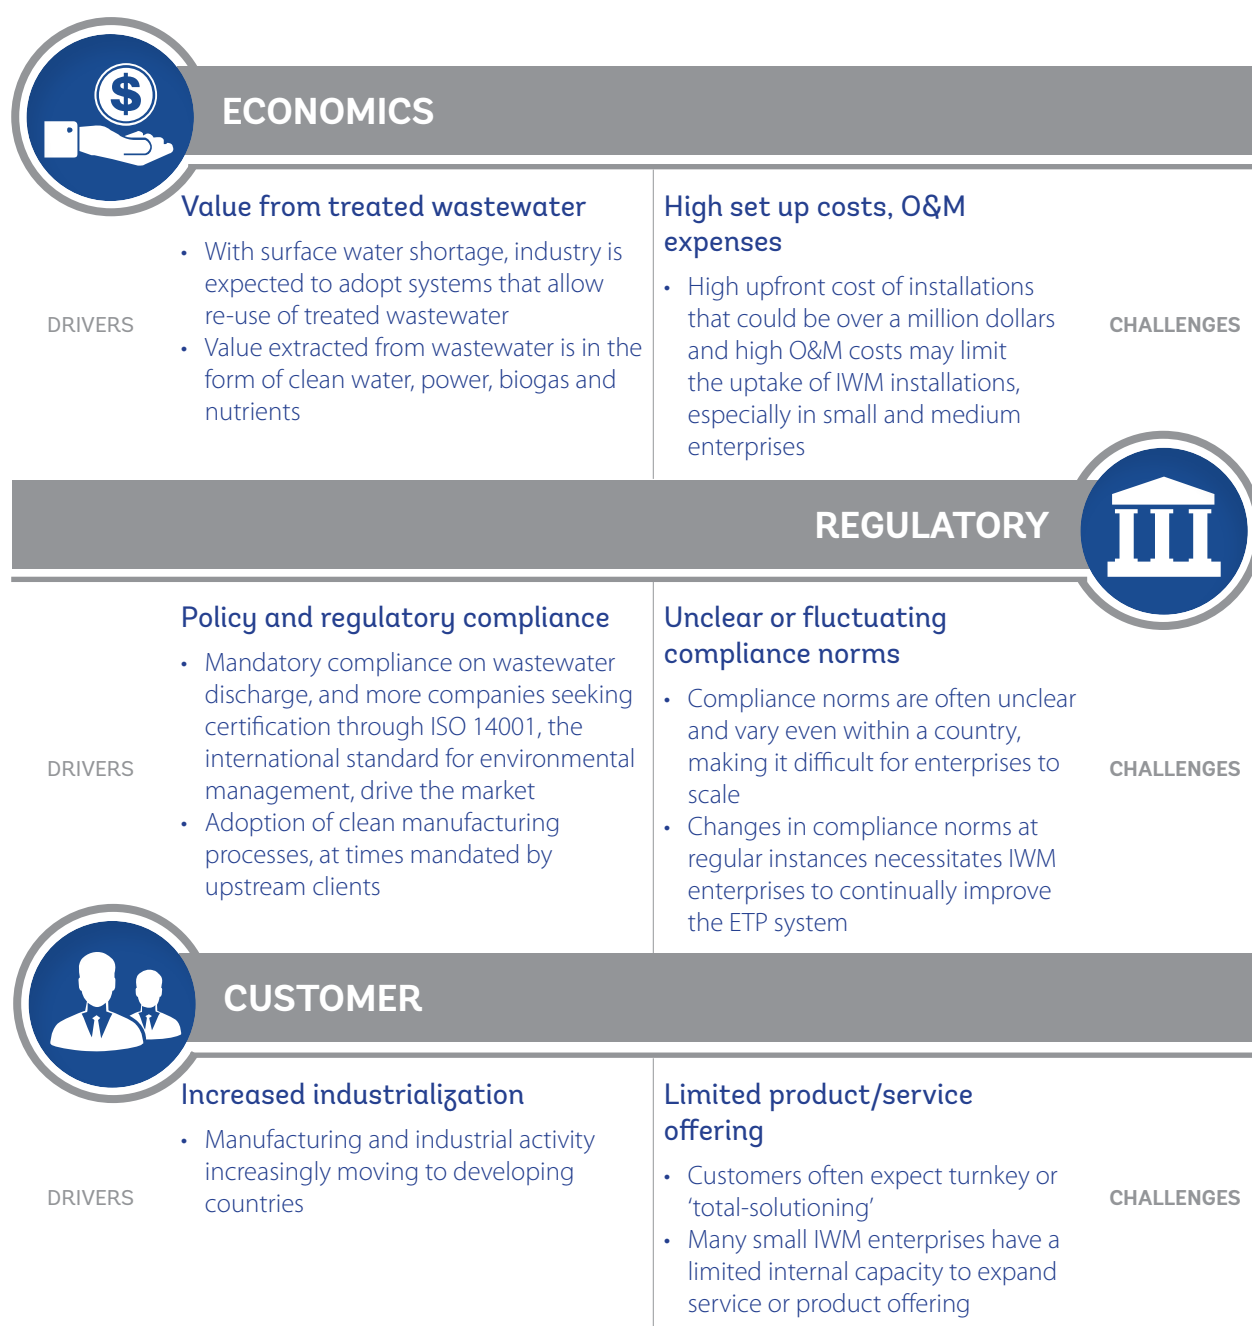 $
ECONOMICS
DRIVERS
Value from treated wastewater
• With surface water shortage, industry is
expected to adopt systems that allow
re-use of treated wastewater
• Value extracted from wastewater is in the
form of clean water, power, biogas and
nutrients
High set up costs, O&M
expenses
• High upfront cost of installations
that could be over a million dollars
and high O&M costs may limit
the uptake of IWM installations,
especially in small and medium
enterprises
CHALLENGES
REGULATORY
DRIVERS
Policy and regulatory compliance
• Mandatory compliance on wastewater
discharge, and more companies seeking
certification through ISO 14001, the
international standard for environmental
management, drive the market
• Adoption of clean manufacturing
processes, at times mandated by
upstream clients
Unclear or fluctuating
compliance norms
• Compliance norms are often unclear
and vary even within a country,
making it difficult for enterprises to
scale
• Changes in compliance norms at
regular instances necessitates IWM
enterprises to continually improve
the ETP system
CHALLENGES
CUSTOMER
DRIVERS
Increased industrialization
• Manufacturing and industrial activity
increasingly moving to developing
countries
Limited product/service
offering
• Customers often expect turnkey or
‘total-solutioning’
• Many small IWM enterprises have a
limited internal capacity to expand
service or product offering
CHALLENGES